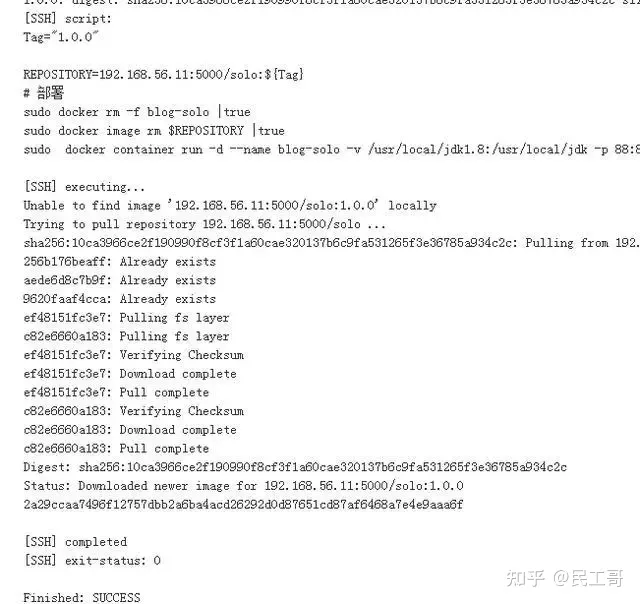 [SSH] script:
Tag="1.0.0"
REPOSITORY=192.168.56.11:5000/solo:${Tag}
# 部署
sudo docker rm -f blog-solo |true
sudo docker image rm $REPOSITORY |true
sudo  docker container run -d --name blog-solo -v /usr/local/jdk1.8:/usr/local/jdk -p 88:8
[SSH] executing...
Unable to find image '192.168.56.11:5000/solo:1.0.0' locally
Trying to pull repository 192.168.56.11:5000/solo ...
sha256:10ca3966ce2f190990f8cf3f1a60cae320137b6c9fa531265f3e36785a934c2c: Pulling from 192.
256b176beaff: Already exists
aede6d8c7b9f: Already exists
9620faaf4cca: Already exists
ef48151fc3e7: Pulling fs layer
c82e6660a183: Pulling fs layer
ef48151fc3e7: Verifying Checksum
ef48151fc3e7: Download complete
ef48151fc3e7: Pull complete
c82e6660a183: Verifying Checksum
c82e6660a183: Download complete
c82e6660a183: Pull complete
Digest: sha256:10ca3966ce2f190990f8cf3f1a60cae320137b6c9fa531265f3e36785a934c2c
Status: Downloaded newer image for 192.168.56.11:5000/solo:1.0.0
2a29ccaa7496f12757dbb2a6ba4acd26292d0d87651cd87af6468a7e4e9aaa6f
[SSH] completed
[SSH] exit-status: 0
Finished: SUCCESS
知乎 @民工哥